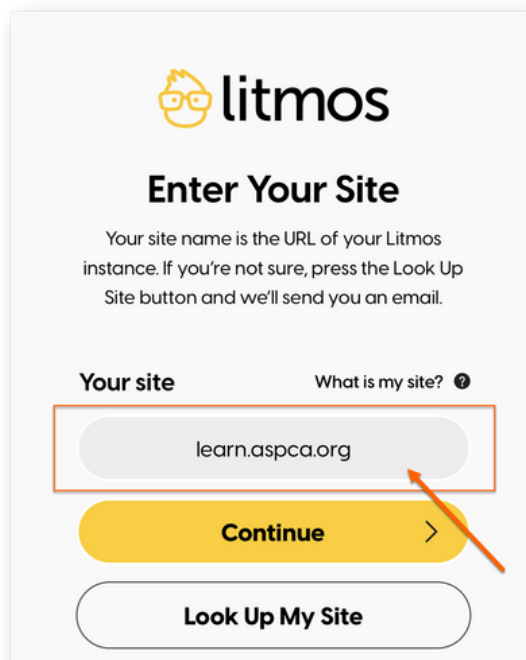 litmos
Enter Your Site
Your site name is the URL of your Litmos
instance. If you're not sure, press the Look Up
Site button and we'll send you an email.
Your site
What is my site? ?
learn.aspca.org
Continue
Look Up My Site